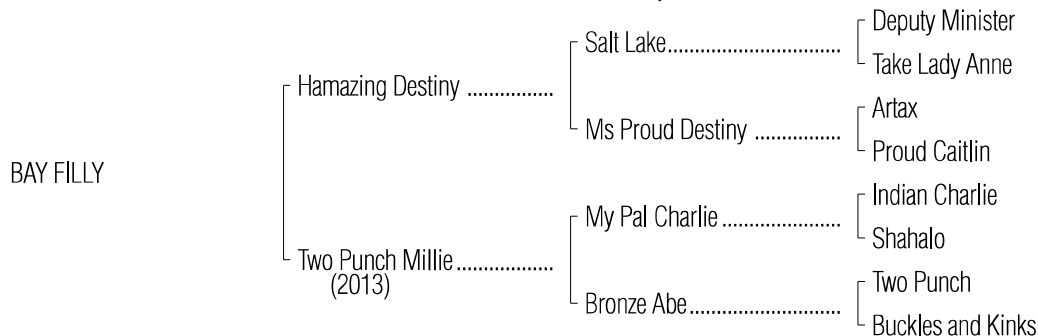 Deputy Minister
Salt Lake..............................
Take Lady Anne
Hamazing Destiny ................
Artax
Ms Proud Destiny ................
Proud Caitlin
BAY FILLY
Indian Charlie
My Pal Charlie ......................
Shahalo
Two Punch Millie..................
(2013)
Two Punch
Bronze Abe............................
Buckles and Kinks